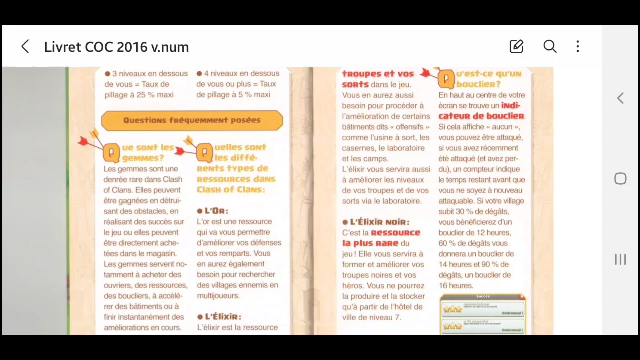 Livret COC 2016 v.num
● 3 niveaux en dessous
de vous = Taux de
pillage à 25 % maxi
● 4 niveaux en dessous
de vous ou plus = Taux
de pillage à 5 % maxi
Questions fréquemment posées
Que sont les
gemmes?
Les gemmes sont une
denrée rare dans Clash
of Clans. Elles peuvent
être gagnées en détrui-
sant des obstacles, en
réalisant des succès sur
le jeu ou elles peuvent
être directement ache-
tées dans le magasin.
Les gemmes servent no-
tamment à acheter des
ouvriers, des ressources,
des boucliers, à accélé-
rer des bâtiments ou à
finir instantanément des
améliorations en cours.
Quelles sont
les diffé-
rents types de
ressources dans
Clash of Clans:
● L'Or:
L'or est une ressource
qui va vous permettre
d'améliorer vos défenses
et vos remparts. Vous
en aurez également
besoin pour rechercher
des villages ennemis en
multijoueurs.
● L'Élixir:
L'élixir est la ressource
troupes et vos
sorts dans le jeu.
Vous en aurez aussi
besoin pour procéder à
l'amélioration de certains
bâtiments dits « offensifs »
comme l'usine à sort, les
casernes, le laboratoire
et les camps.
L'élixir vous servira aussi
à améliorer les niveaux
de vos troupes et de vos
sorts via le laboratoire.
● L'Élixir noir:
C'est la ressource
la plus rare du
jeu ! Elle vous servira à
former et améliorer vos
troupes noires et vos
héros. Vous ne pourrez
la produire et la stocker
qu'à partir de l'hôtel de
ville de niveau 7.
Qu'est-ce qu'un
bouclier?
En haut au centre de votre
écran se trouve un indi-
cateur de bouclier.
Si cela affiche « aucun »,
vous pouvez être attaqué,
si vous avez récemment
été attaqué (et avez per-
du), un compteur indique
le temps restant avant que
vous ne soyez à nouveau
attaquable. Si votre village
subit 30 % de dégâts,
vous bénéficierez d'un
bouclier de 12 heures,
60 % de dégâts vous
donnera un bouclier de
14 heures et 90 % de
dégâts, un bouclier de
16 heures.